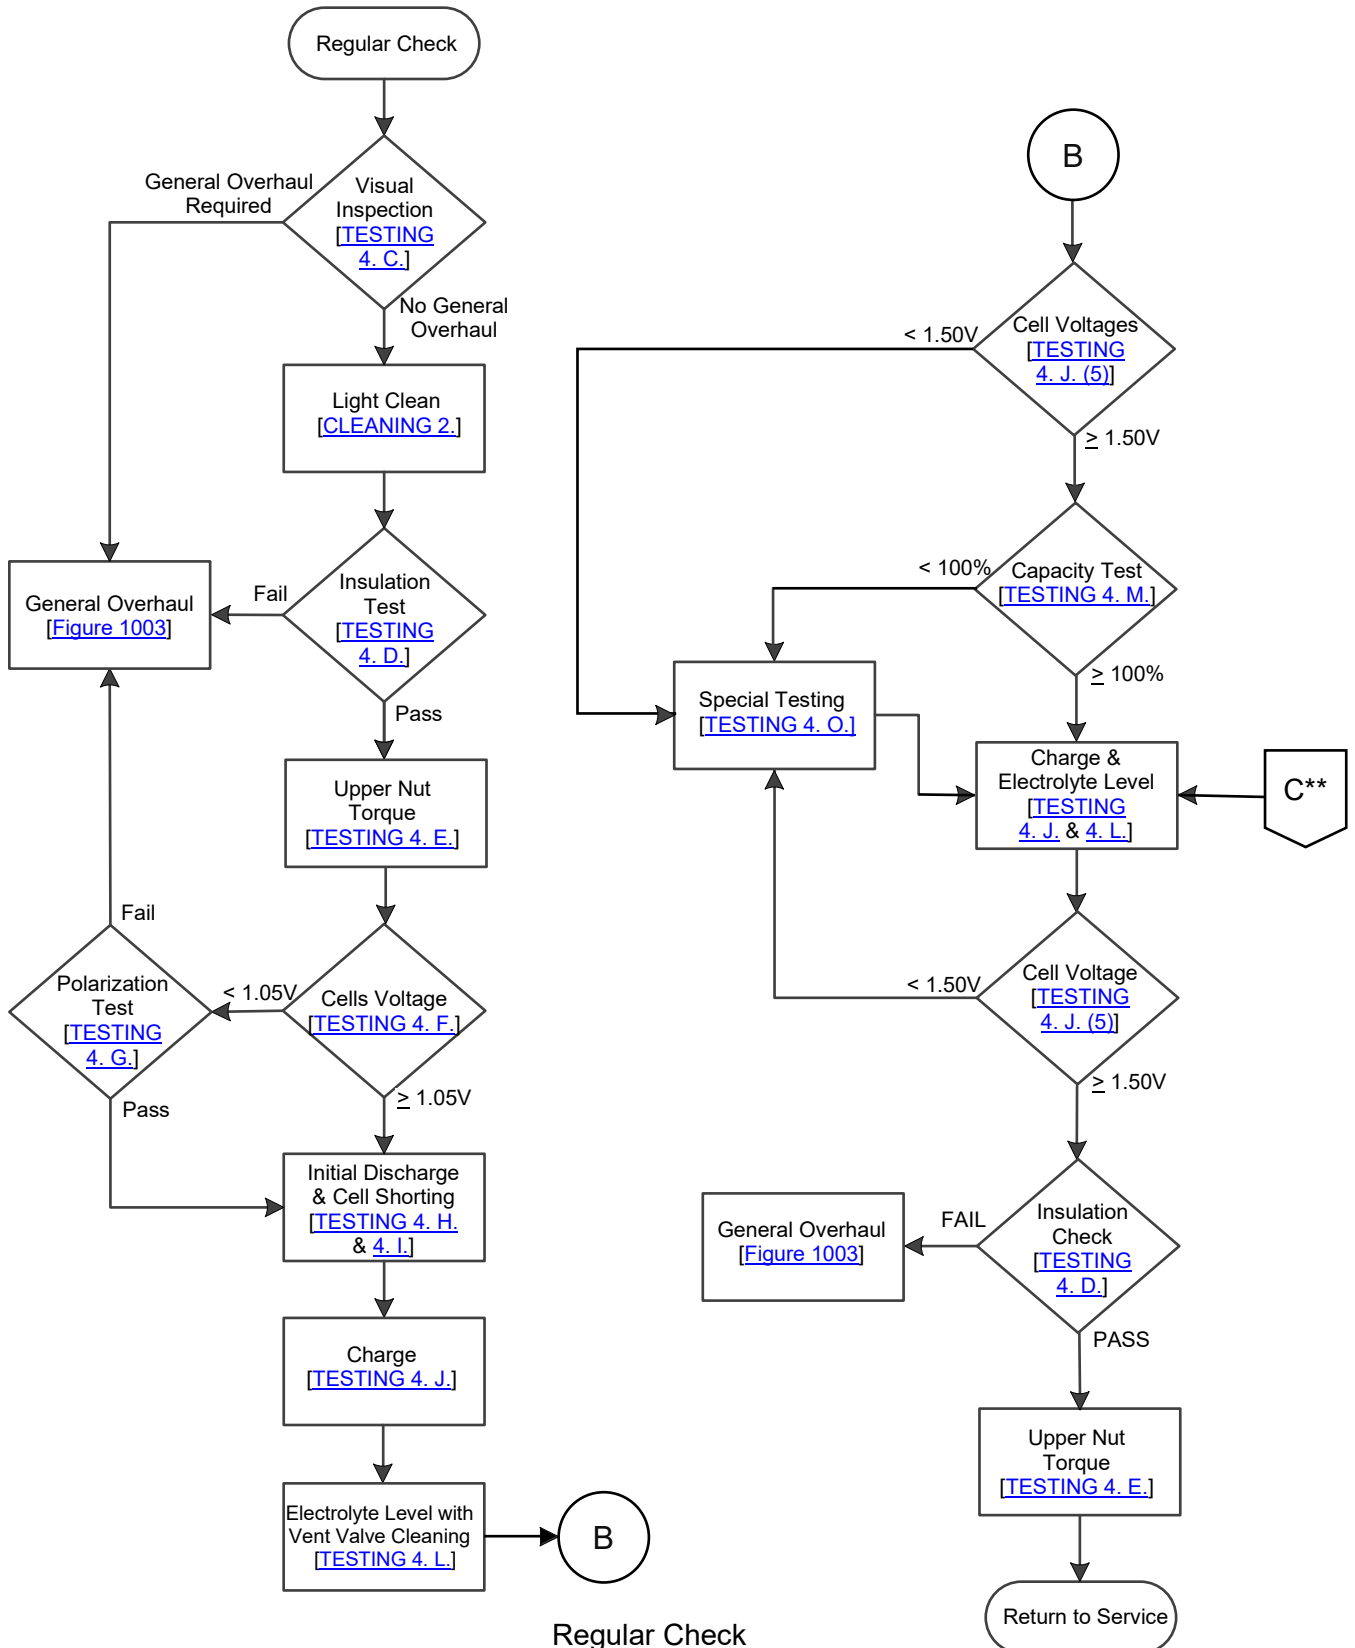 Regular Check
General Overhaul
Required
Visual
Inspection
[TESTING
4. C.]
No General
Overhaul
Light Clean
[CLEANING 2.]
General Overhaul
[Figure 1003]
Fail
Insulation
Test
[TESTING
4. D.]
Pass
Upper Nut
Torque
[TESTING 4. E.]
Fail
Polarization
Test
[TESTING
4. G.]
< 1.05V
Cells Voltage
[TESTING 4. F.]
≥ 1.05V
Pass
Initial Discharge
& Cell Shorting
[TESTING 4. H.
& 4. I.]
Charge
[TESTING 4. J.]
Electrolyte Level with
Vent Valve Cleaning
[TESTING 4. L.]
B
B
< 1.50V
Cell Voltages
[TESTING
4. J. (5)]
≥ 1.50V
< 100%
Capacity Test
[TESTING 4. M.]
≥ 100%
Special Testing
[TESTING 4. O.]
Charge &
Electrolyte Level
[TESTING
4. J. & 4. L.]
C**
< 1.50V
Cell Voltage
[TESTING
4. J. (5)]
≥ 1.50V
General Overhaul
[Figure 1003]
FAIL
Insulation
Check
[TESTING
4. D.]
PASS
Upper Nut
Torque
[TESTING 4. E.]
Return to Service
Regular Check